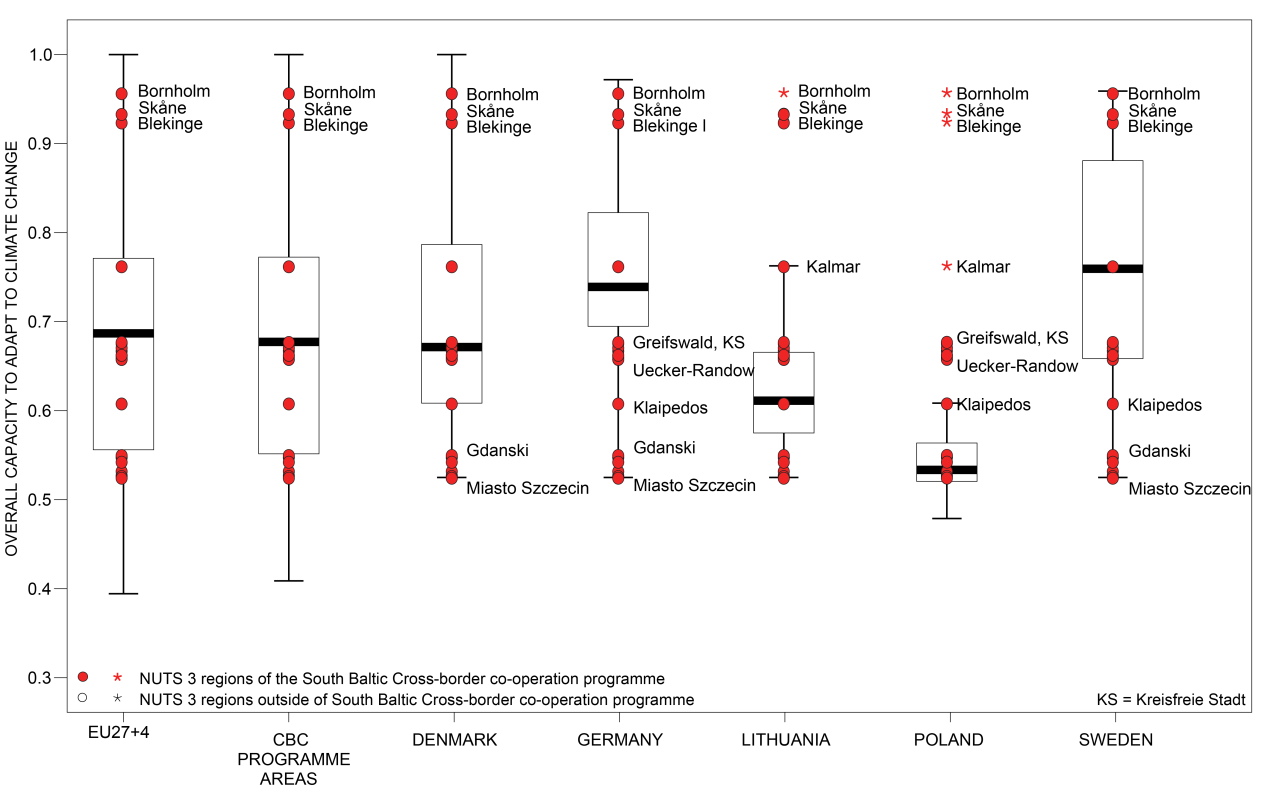 OVERALL CAPACITY TO ADAPT TO CLIMATE CHANGE
1.0
0.9
0.8
0.7
0.6
0.5
0.4
0.3
Bornholm
Skåne
Blekinge
Bornholm
Skåne
Blekinge
Bornholm
Skåne
Blekinge
Gdanski
Miasto Szczecin
Bornholm
Skåne
Blekinge I
Greifswald, KS
Uecker-Randow
Klaipedos
Gdanski
Miasto Szczecin
Bornholm
Skåne
Blekinge
Kalmar
Bornholm
Skåne
Blekinge
Kalmar
Greifswald, KS
Uecker-Randow
Klaipedos
Bornholm
Skåne
Blekinge
Klaipedos
Gdanski
Miasto Szczecin
NUTS 3 regions of the South Baltic Cross-border co-operation programme
NUTS 3 regions outside of South Baltic Cross-border co-operation programme
KS = Kreisfreie Stadt
EU27+4
CBC
PROGRAMME
AREAS
DENMARK
GERMANY
LITHUANIA
POLAND
SWEDEN